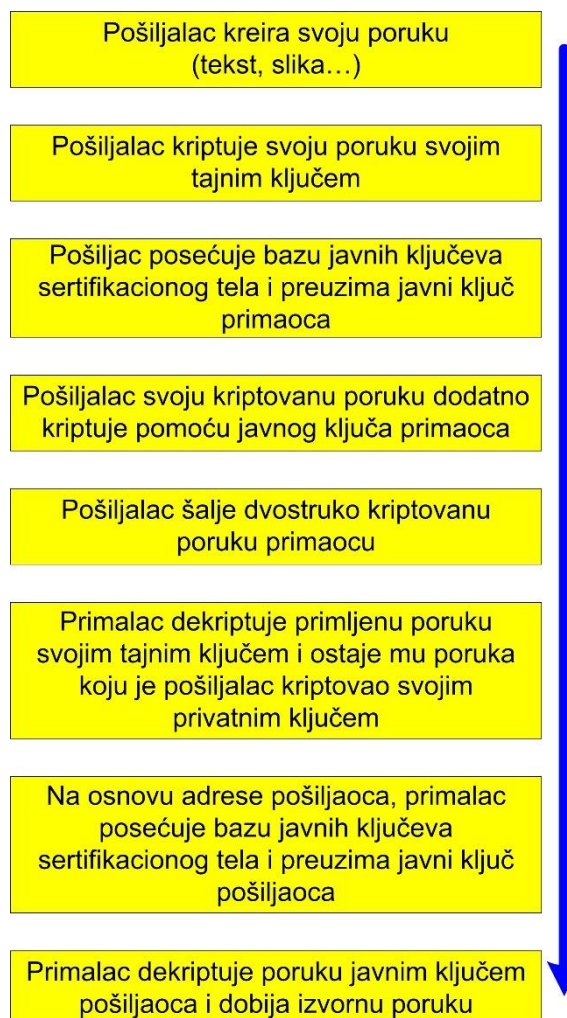 Pošiljalac kreira svoju poruku
(tekst, slika…)
Pošiljalac kriptuje svoju poruku svojim
tajnim ključem
Pošiljac posećuje bazu javnih ključeva
sertifikacionog tela i preuzima javni ključ
primaoca
Pošiljalac svoju kriptovanu poruku dodatno
kriptuje pomoću javnog ključa primaoca
Pošiljalac šalje dvostruko kriptovanu
poruku primaocu
Primalac dekriptuje primljenu poruku
svojim tajnim ključem i ostaje mu poruka
koju je pošiljalac kriptovao svojim
privatnim ključem
Na osnovu adrese pošiljaoca, primalac
posećuje bazu javnih ključeva
sertifikacionog tela i preuzima javni ključ
pošiljaoca
Primalac dekriptuje poruku javnim ključem
pošiljaoca i dobija izvornu poruku